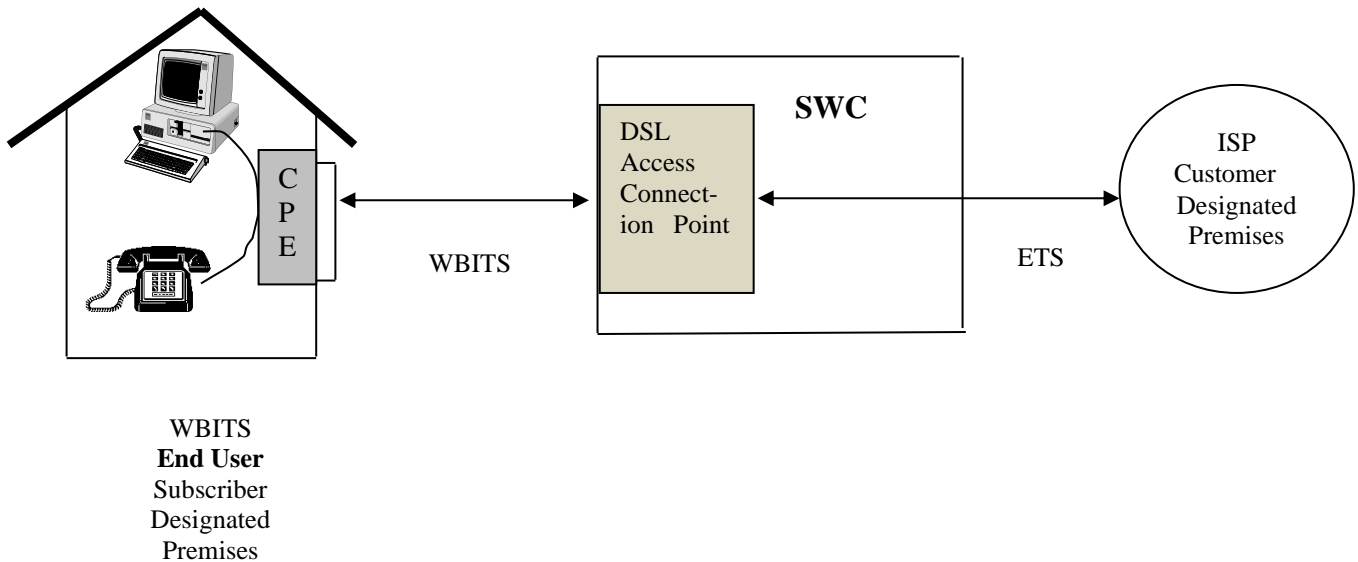 C
P
E
WBITS
DSL
Access
Connect-
ion Point
SWC
ETS
ISP
Customer
Designated
Premises
WBITS
End User
Subscriber
Designated
Premises